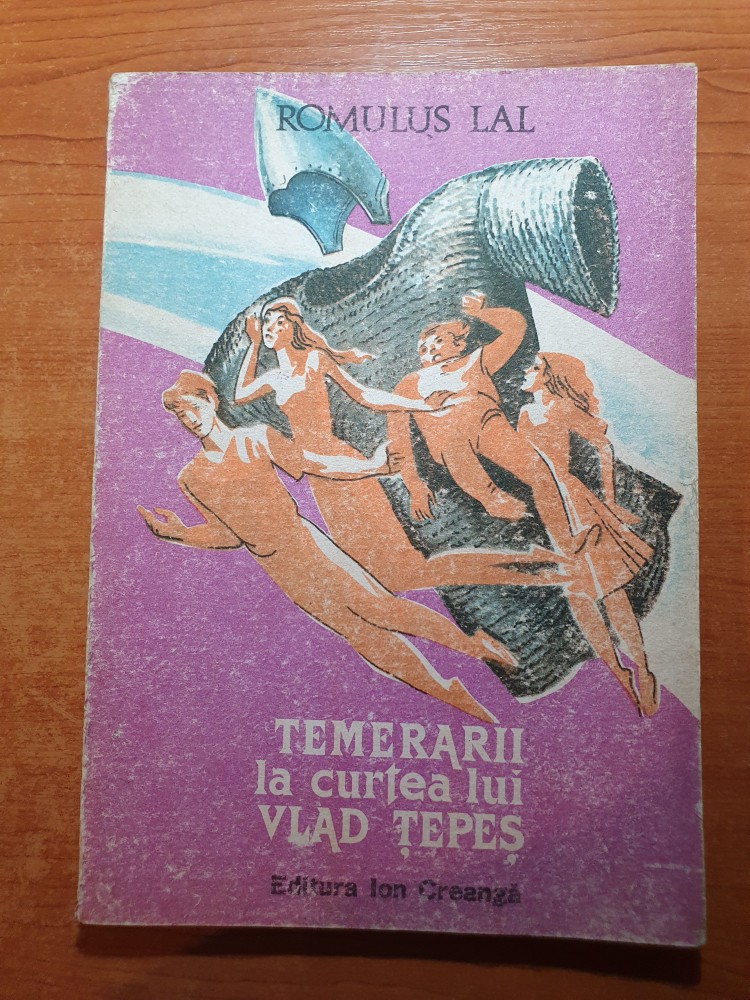 ROMULUS LAL
TEMERARII
la curtea lui
VLAD ȚEPEȘ
Editura Ion Creangă